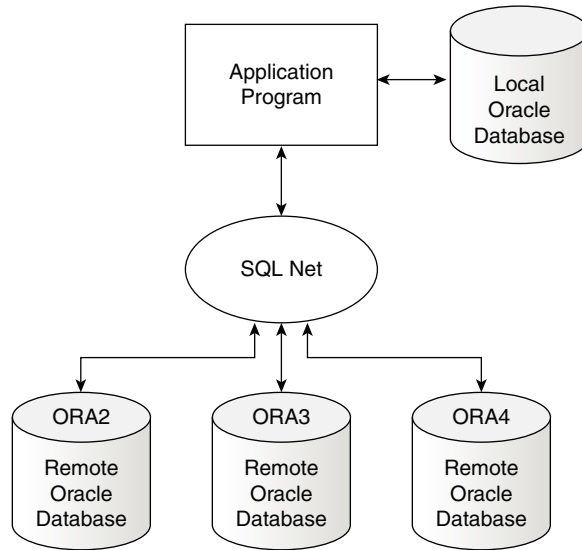 Application
Program
Local
Oracle
Database
SQL Net
ORA2
ORA3
ORA4
Remote
Oracle
Database
Remote
Oracle
Database
Remote
Oracle
Database